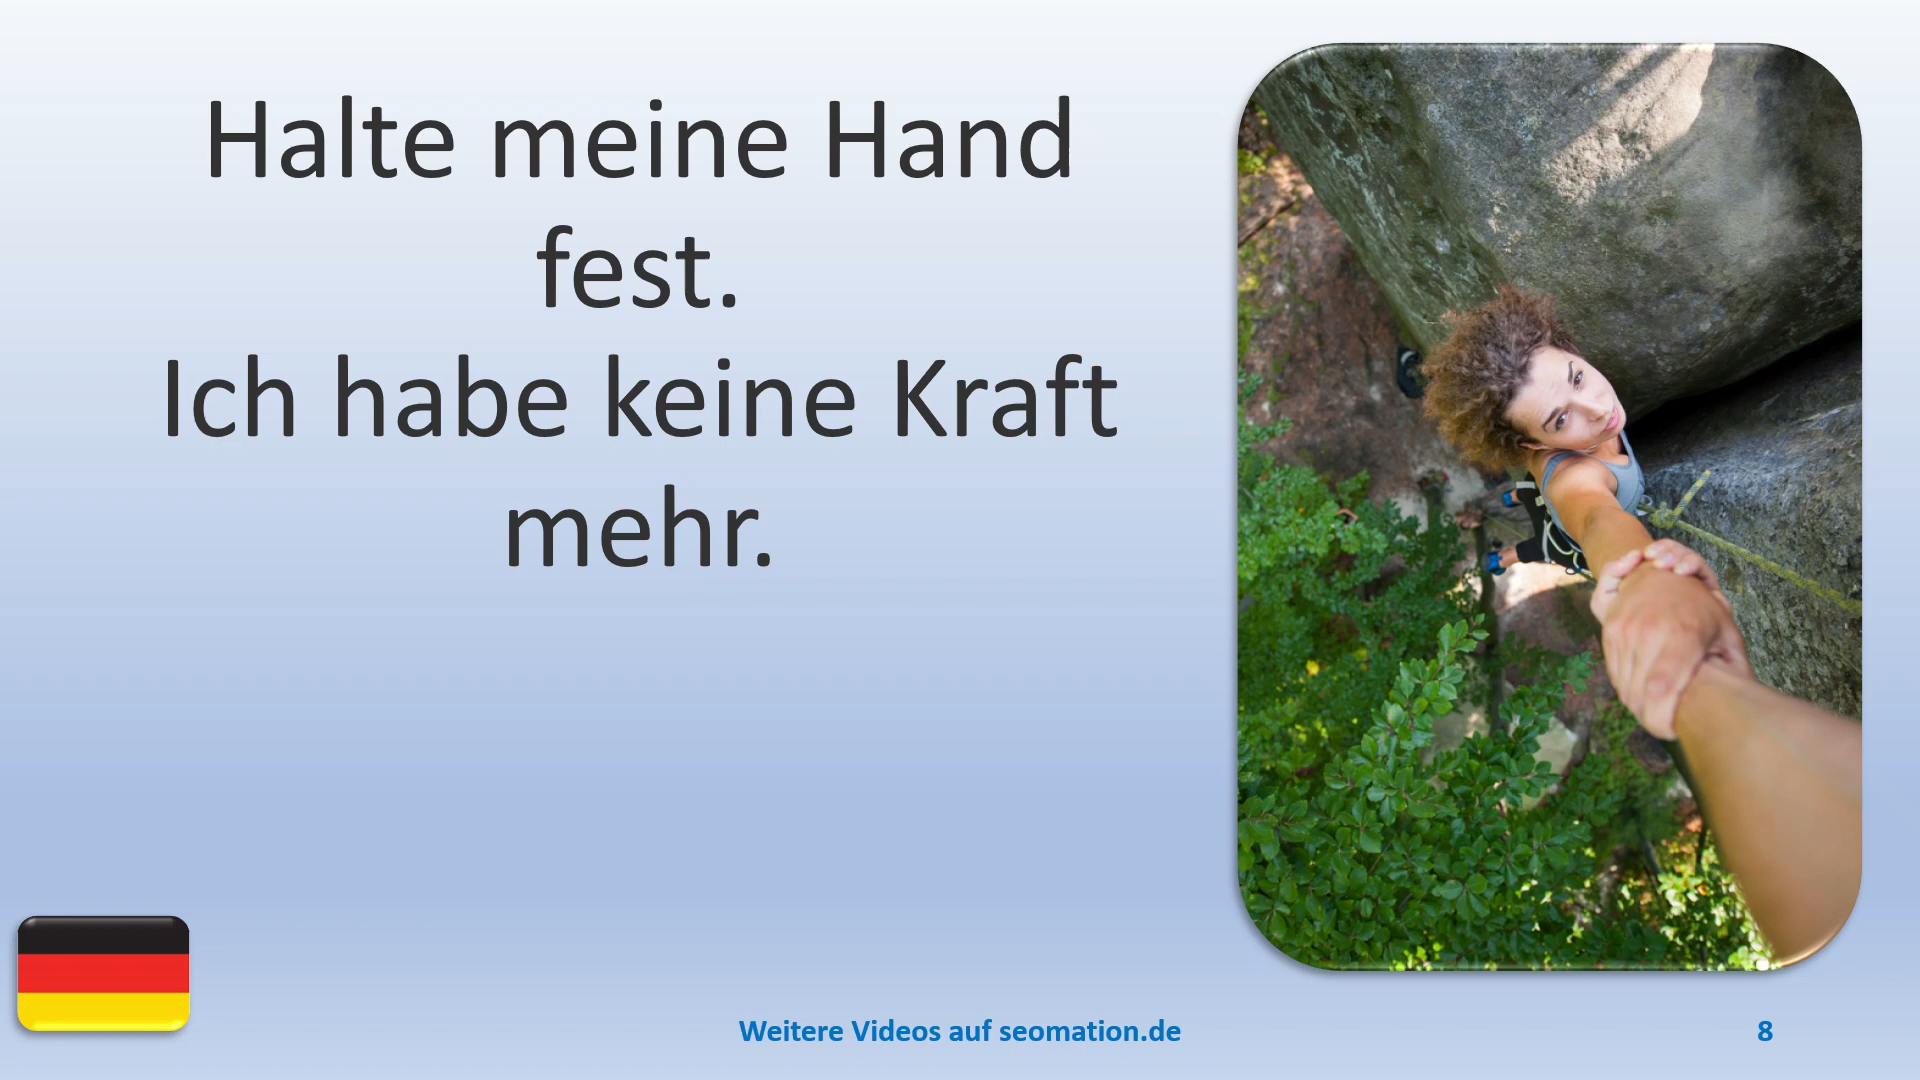 Halte meine Hand
fest.
Ich habe keine Kraft
mehr.
Weitere Videos auf seomation.de
8